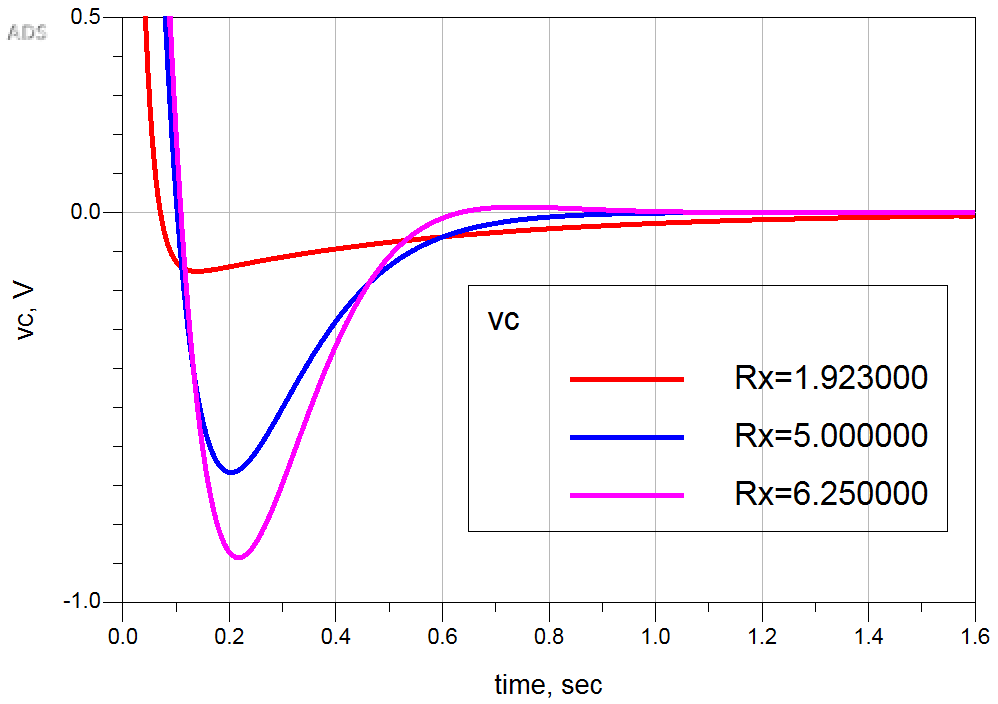 ADS
0.5
0.0
-1.0
vc, V
vc
Rx=1.923000
Rx=5.000000
Rx=6.250000
0.0 0.2 0.4 0.6 0.8 1.0 1.2 1.4 1.6
time, sec